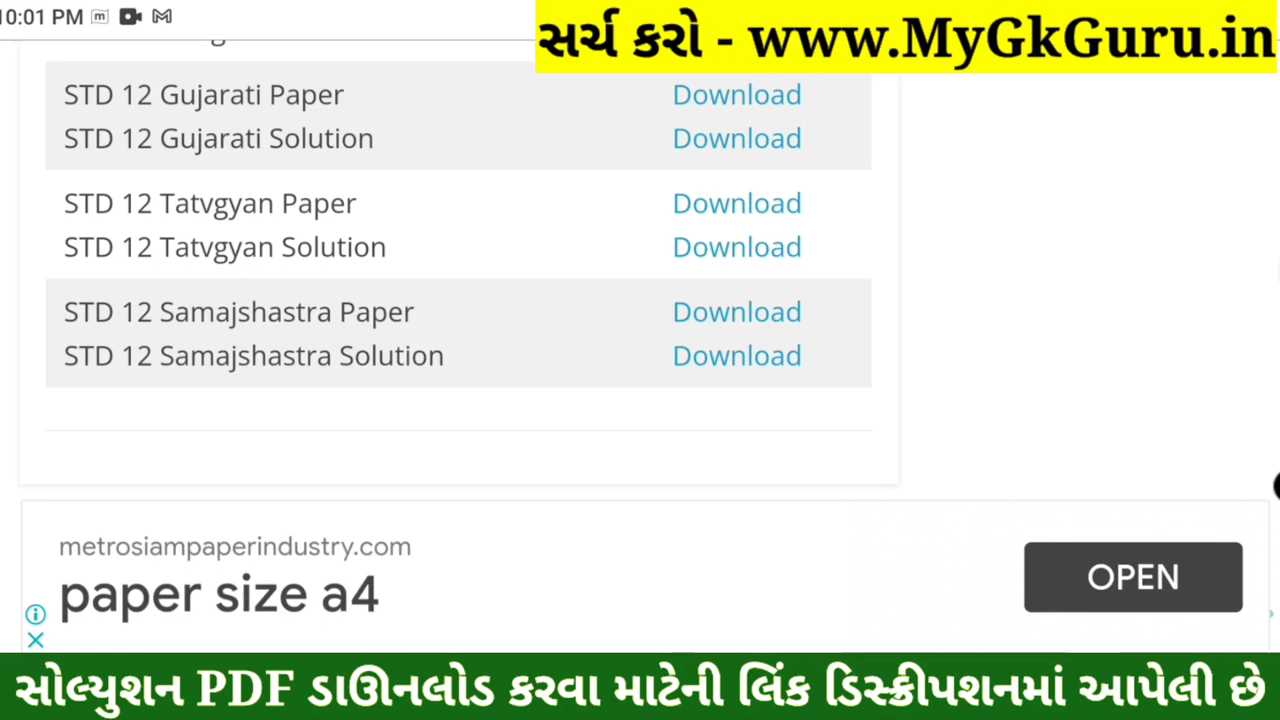 10:01 PM
સર્ચ કરો - www.MyGkGuru.in
STD 12 Gujarati Paper Download
STD 12 Gujarati Solution Download
STD 12 Tatvgyan Paper Download
STD 12 Tatvgyan Solution Download
STD 12 Samajshastra Paper Download
STD 12 Samajshastra Solution Download
metrosiampaperindustry.com
paper size a4
OPEN
સોલ્યુશન PDF ડાઊનલોડ કરવા માટેની લિંક ડિસ્ક્રીપશનમાં આપેલી છે